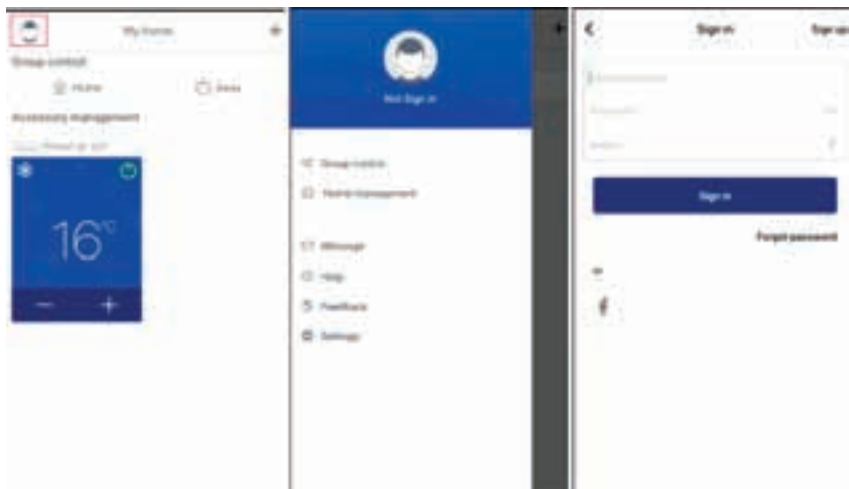 My home
Group control
Home
Away
Accessory management
16°C
Not Sign in
Group control
Home management
Message
Help
Feedback
Settings
Sign in
Sign up
Sign in
Forgot password